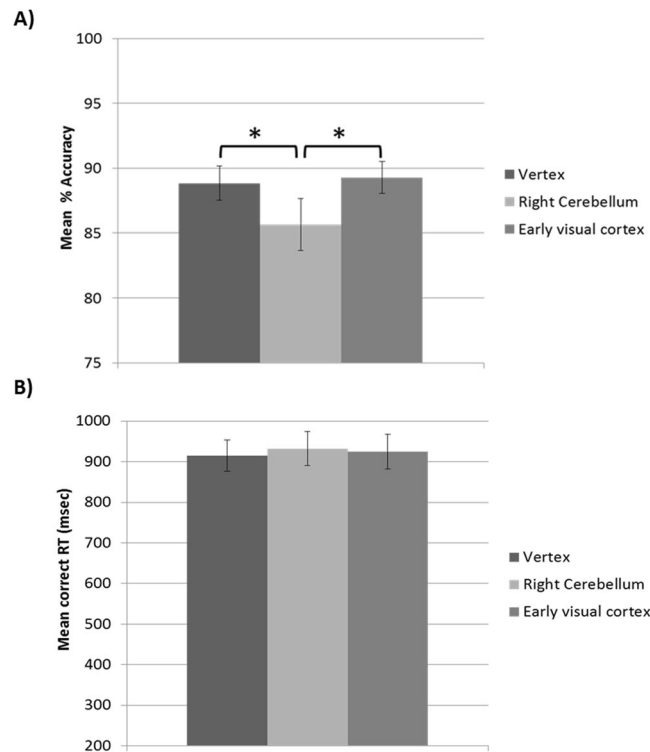 A)
100
95
90
85
80
75
Mean % Accuracy
* *
Vertex
Right Cerebellum
Early visual cortex
B)
1000
900
800
700
600
500
400
300
200
Mean correct RT (msec)
Vertex
Right Cerebellum
Early visual cortex